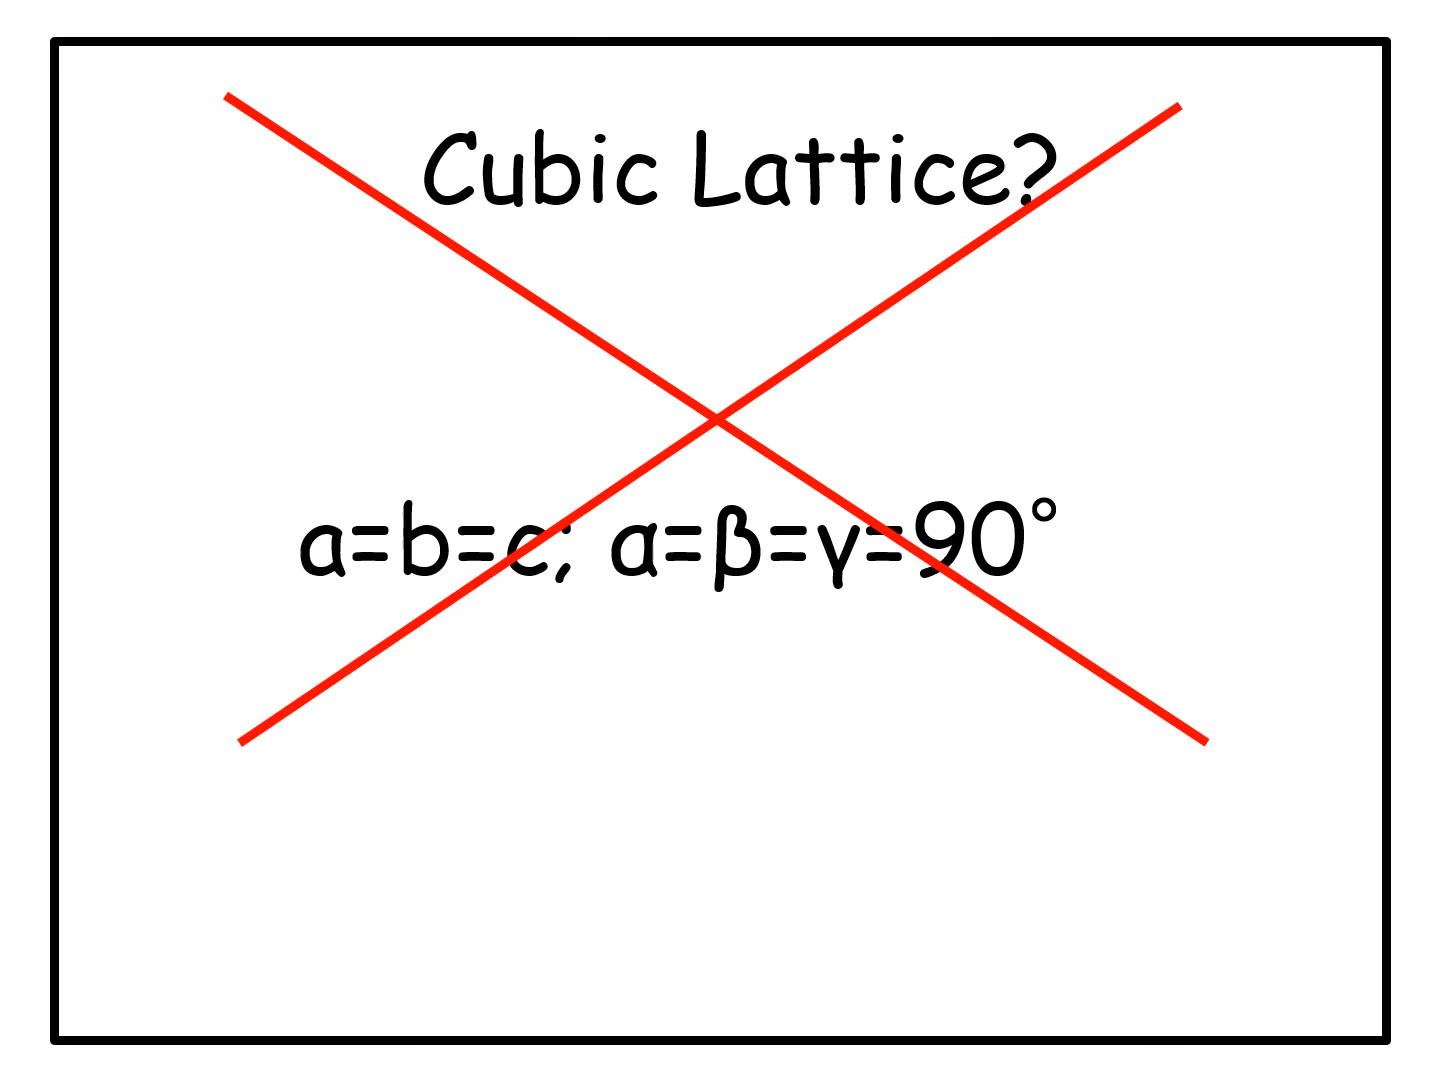 Cubic Lattice?
a=b=c; α=β=γ=90°